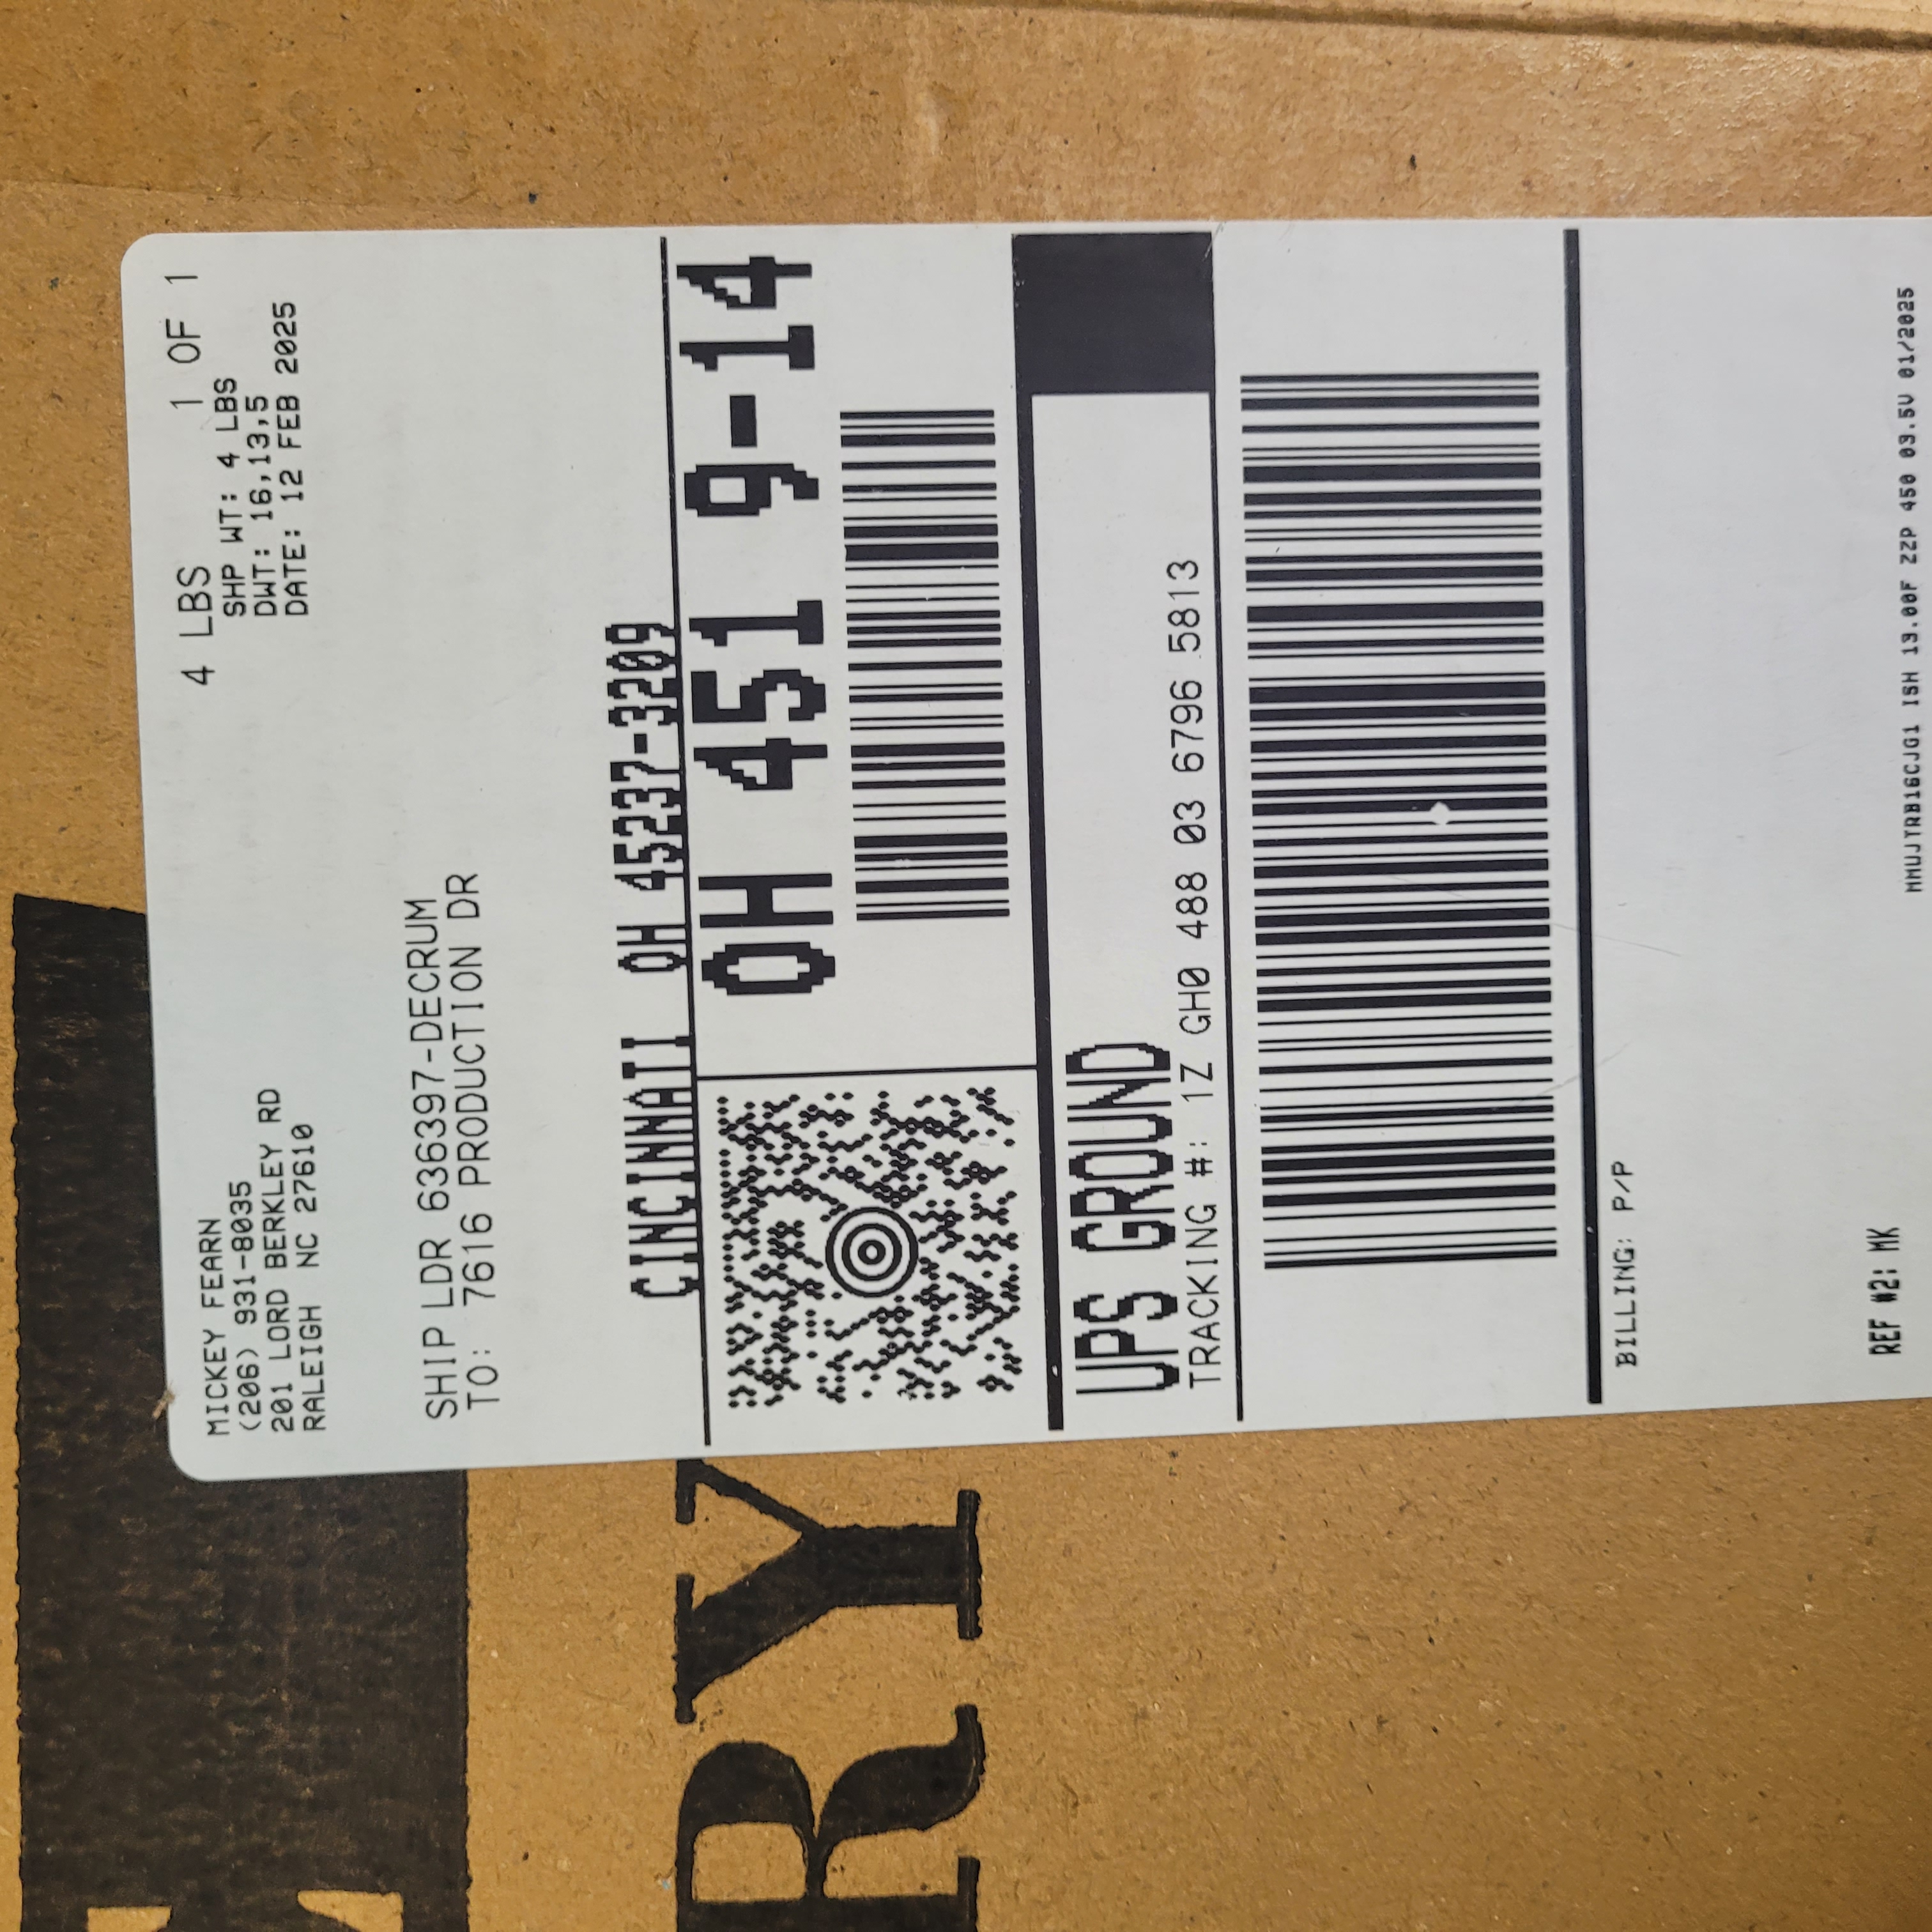 MICKEY FEARN
(206) 931-8035
201 LORD BERKLEY RD
RALEIGH NC 27610
4 LBS 1 OF 1
SHP WT: 4 LBS
DWT: 16,13,5
DATE: 12 FEB 2025
SHIP LDR 636397-DECRUM
TO: 7616 PRODUCTION DR
CINCINNATI OH 45237-3209
OH 451 9-14
UPS GROUND
TRACKING #: 1Z GH0 488 03 6796 5813
BILLING: P/P
REF #2: MK
MHUJTRB16CJG1 ISH 13.00F ZZP 450 03.5V 01/2025
RY